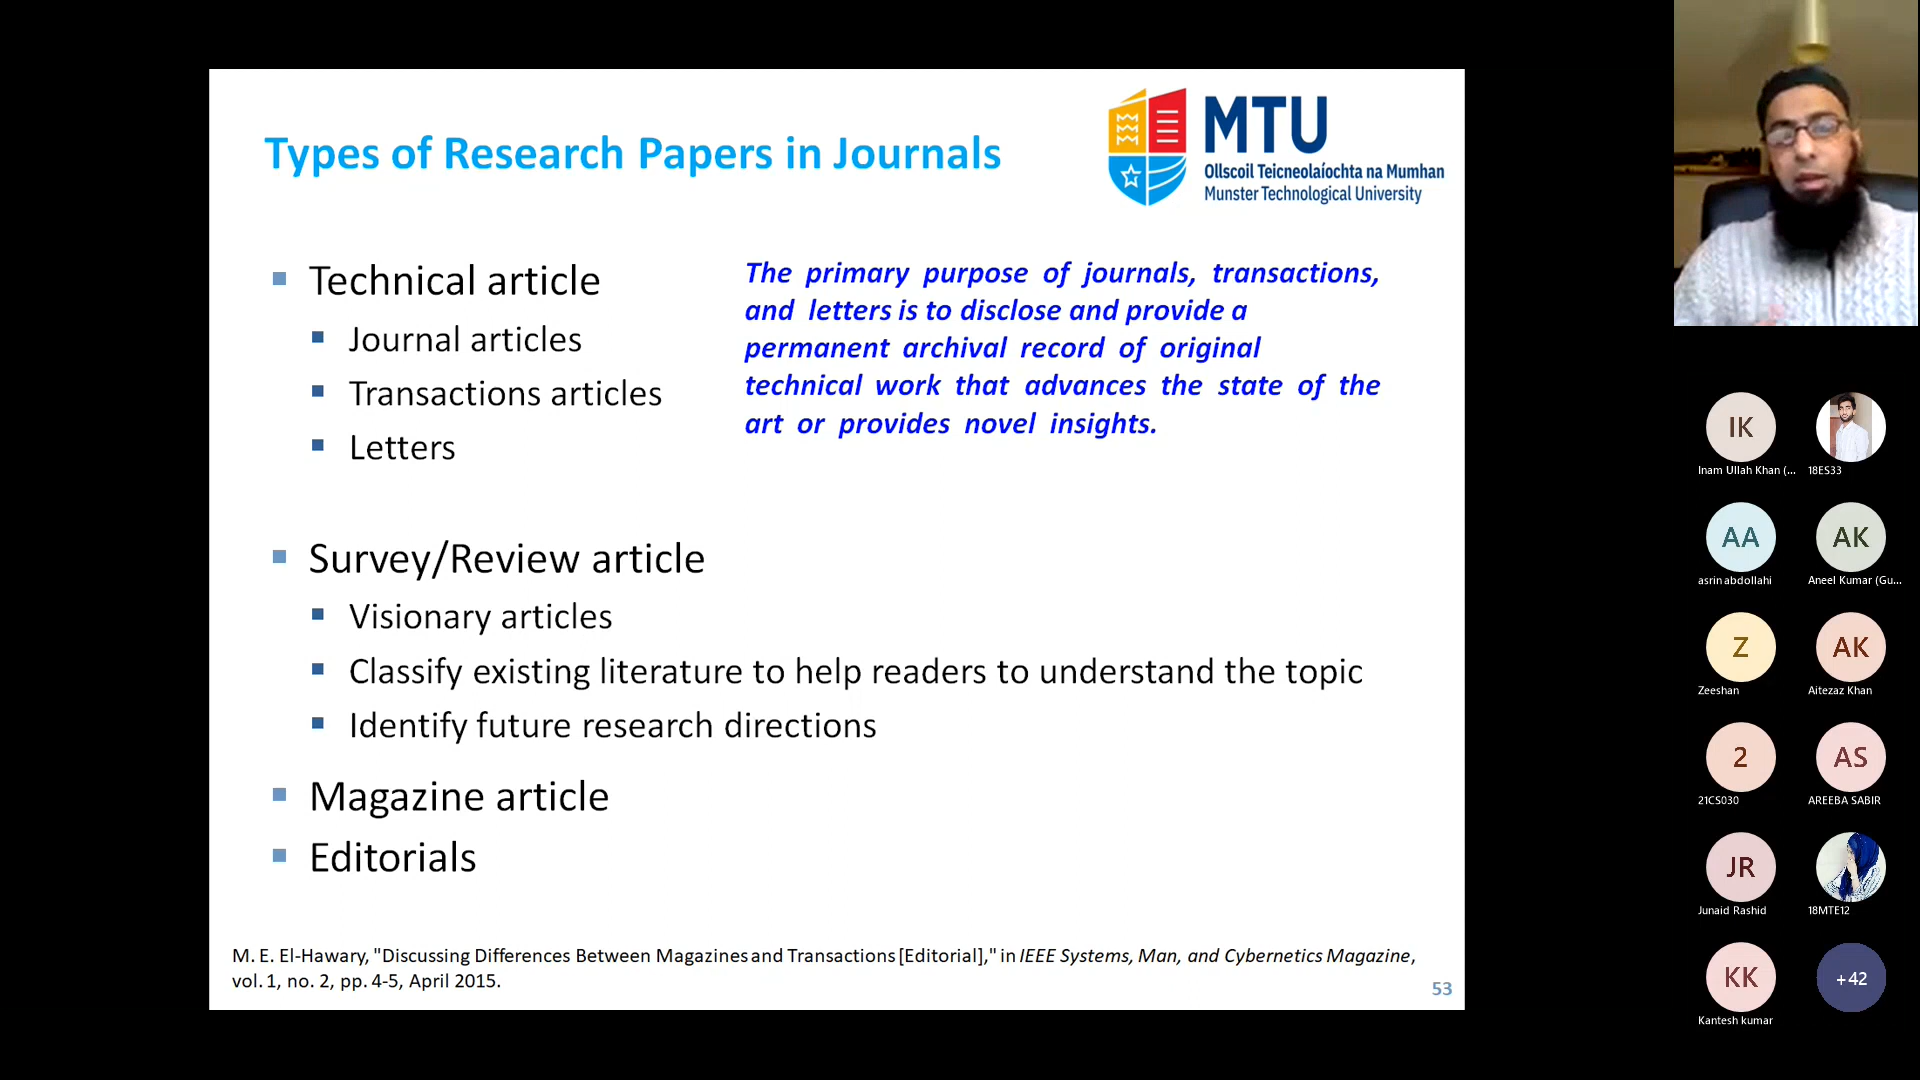 Types of Research Papers in Journals
MTU
Ollscoil Teicneolaíochta na Mumhan
Munster Technological University
Technical article
Journal articles
Transactions articles
Letters
The primary purpose of journals, transactions,
and letters is to disclose and provide a
permanent archival record of original
technical work that advances the state of the
art or provides novel insights.
Survey/Review article
Visionary articles
Classify existing literature to help readers to understand the topic
Identify future research directions
Magazine article
Editorials
M. E. El-Hawary, "Discussing Differences Between Magazines and Transactions [Editorial]," in IEEE Systems, Man, and Cybernetics Magazine,
vol. 1, no. 2, pp. 4-5, April 2015.
53
IK
Inam Ullah Khan (...
18ES33
AA
asrin abdollahi
AK
Aneel Kumar (Gu...
Z
Zeeshan
AK
Aitezaz Khan
2
21CS030
AS
AREEBA SABIR
JR
Junaid Rashid
18MTE12
KK
Kantesh kumar
+42